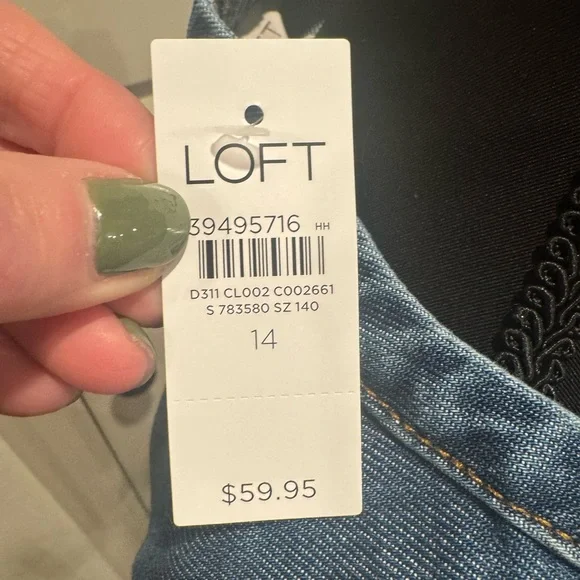 LOFT
39495716 HH
D311 CL002 C002661
S 783580 SZ 140
14
$59.95